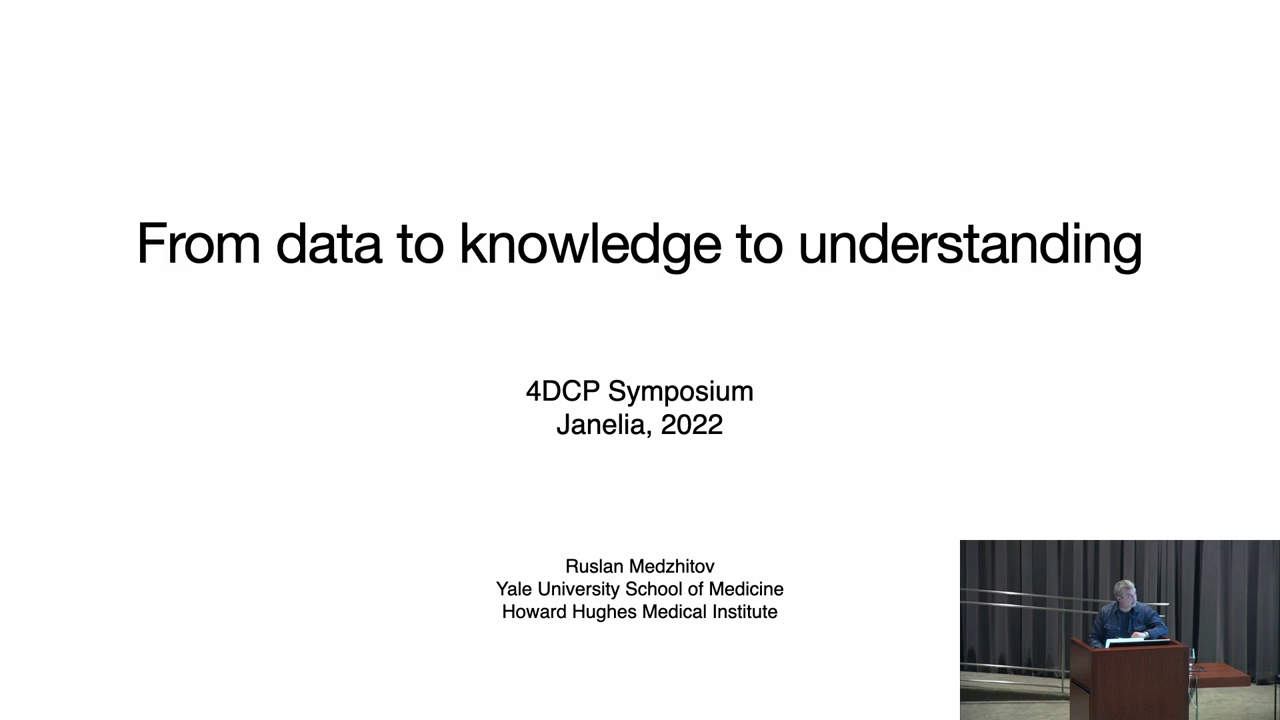 From data to knowledge to understanding
4DCP Symposium
Janelia, 2022
Ruslan Medzhitov
Yale University School of Medicine
Howard Hughes Medical Institute